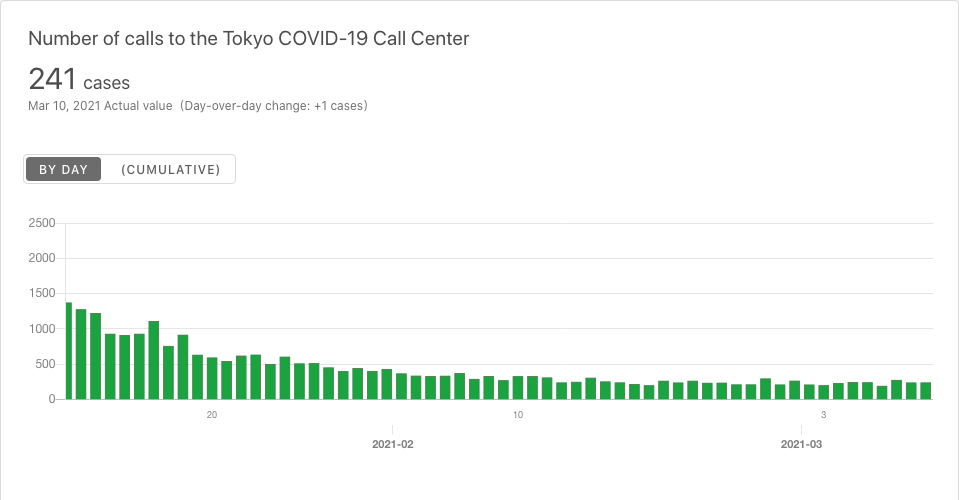 Number of calls to the Tokyo COVID-19 Call Center
241 cases
Mar 10, 2021 Actual value (Day-over-day change: +1 cases)
BY DAY (CUMULATIVE)
2500
2000
1500
1000
500
0
20 10 3
2021-02 2021-03